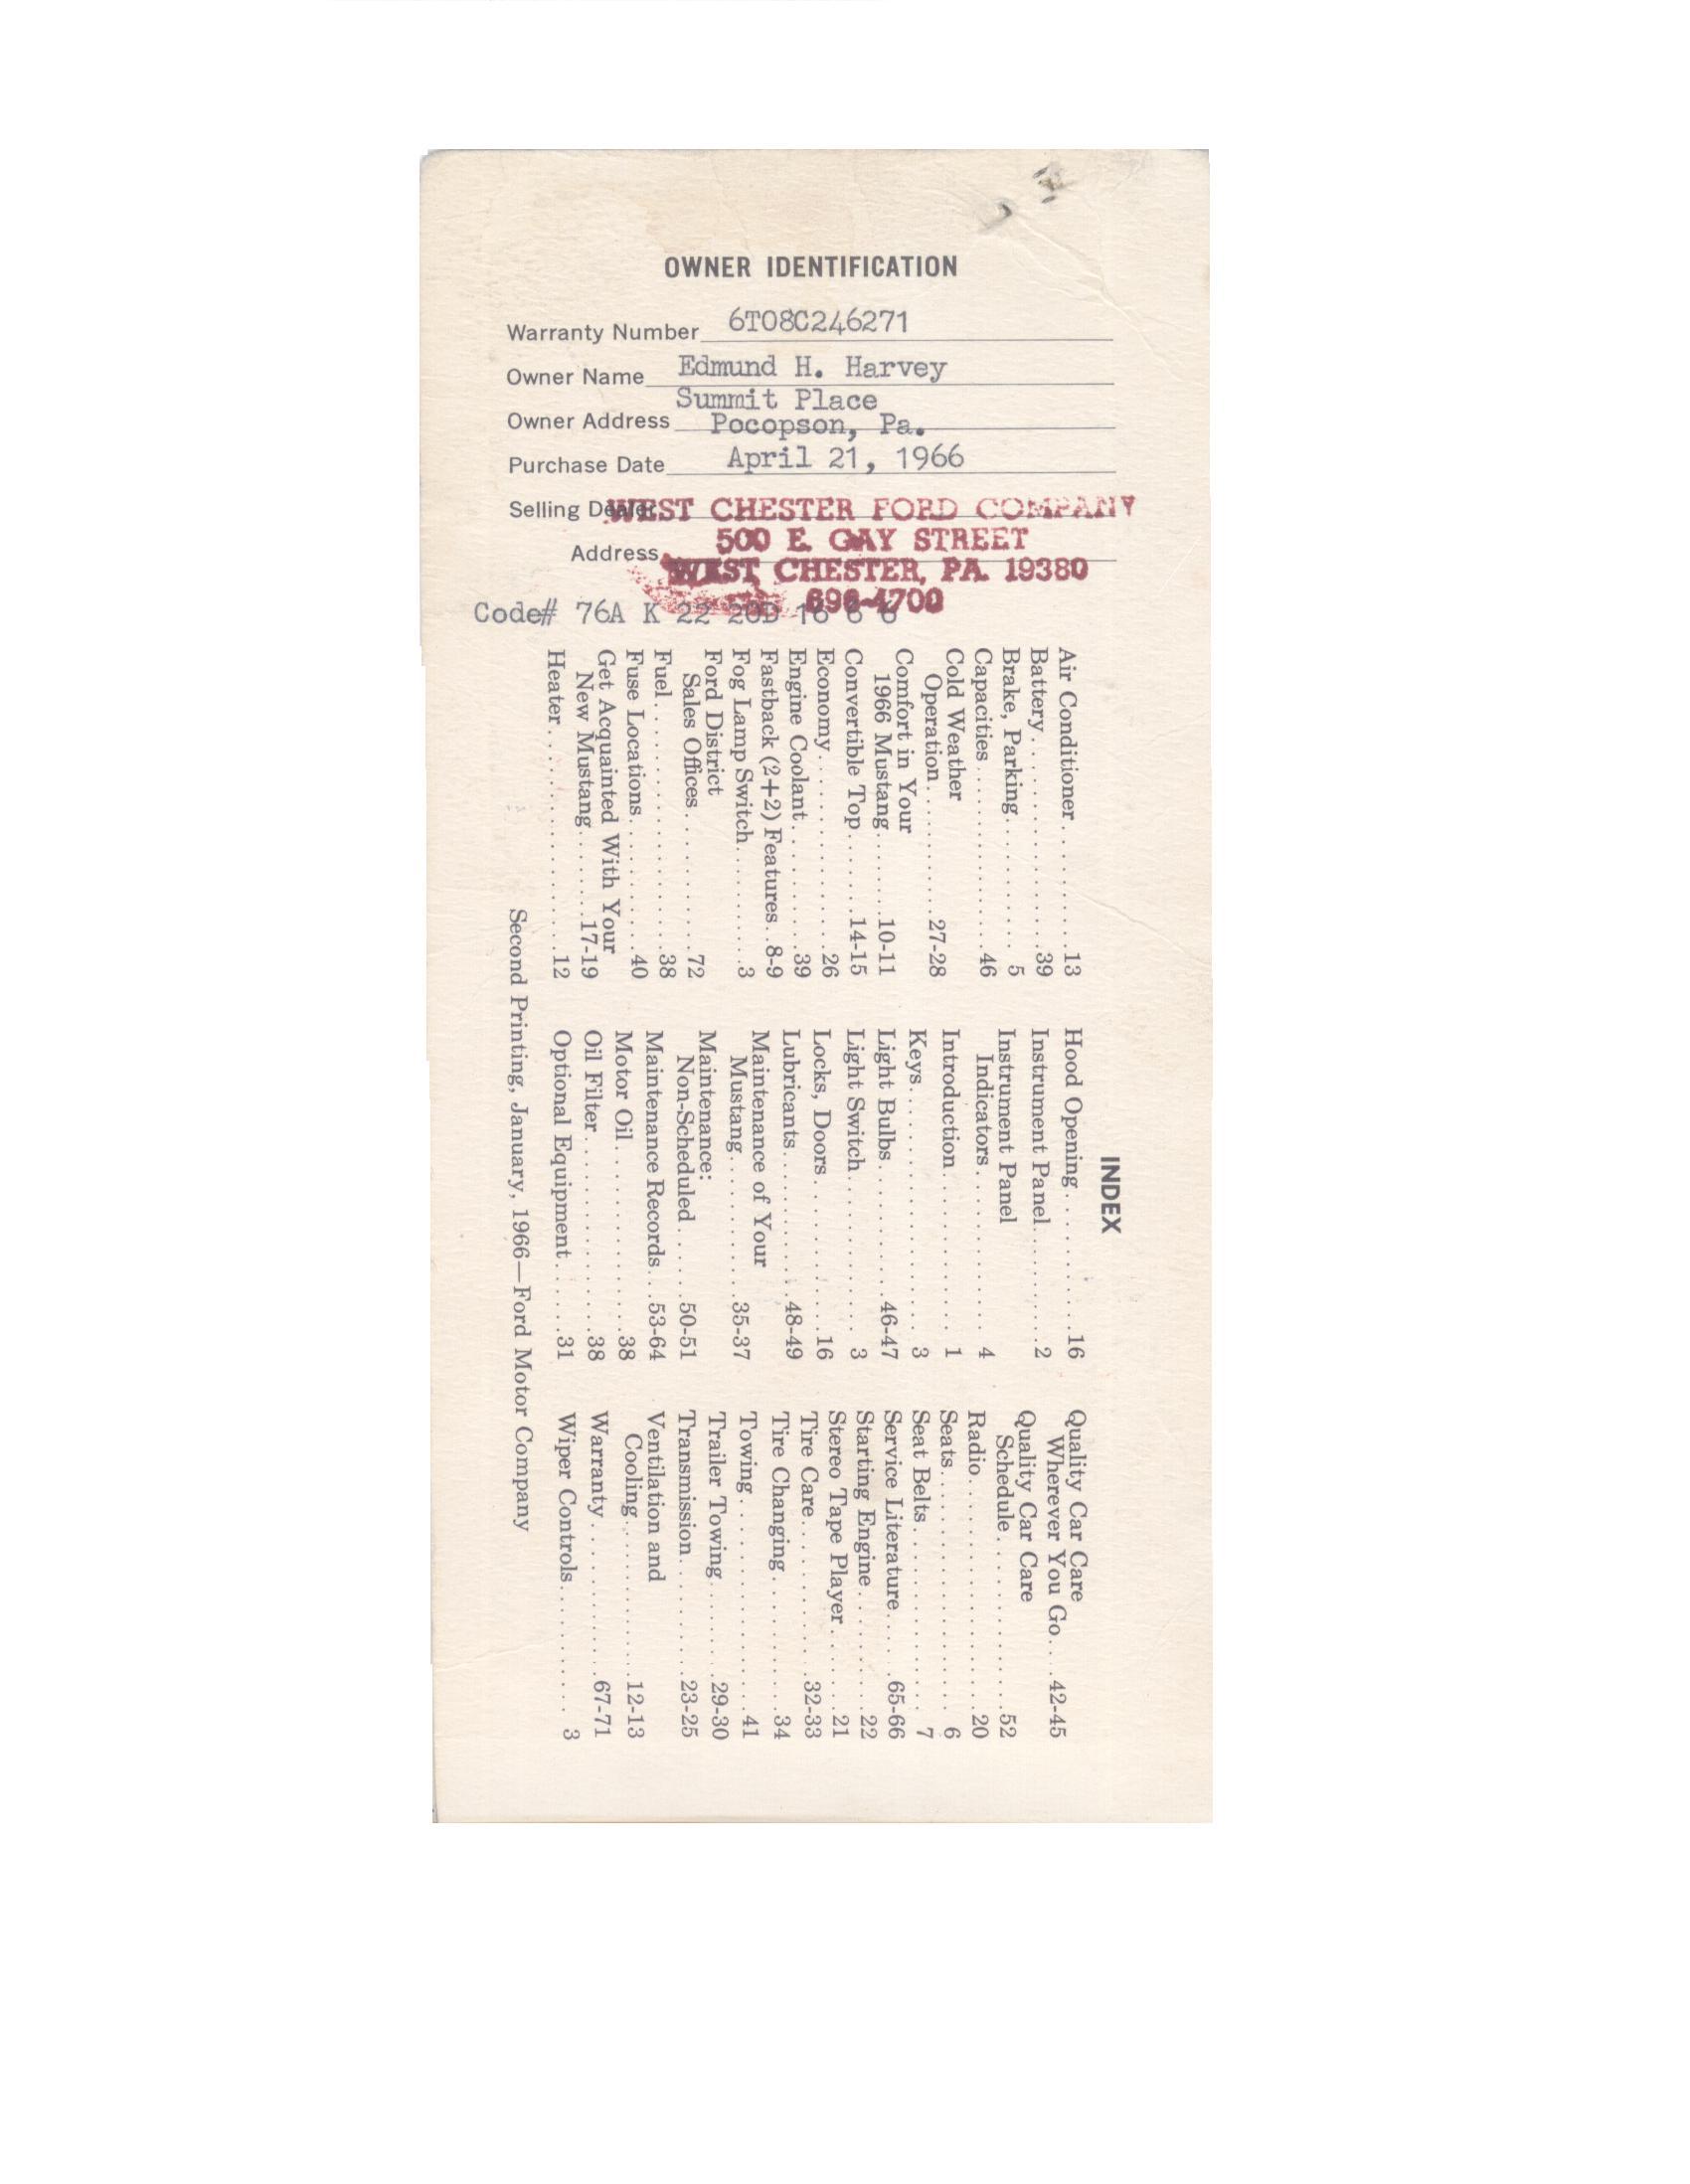 OWNER IDENTIFICATION
Warranty Number 6T08C246271
Owner Name Edmund H. Harvey
Summit Place
Owner Address Pocopson, Pa.
Purchase Date April 21, 1966
Selling Dealer WEST CHESTER FORD COMPANY
500 E. GAY STREET
Address WEST CHESTER, PA. 19380
696-4700
Code# 76A K 22 20D 16 6 6
INDEX
Air Conditioner..........13
Battery..................39
Brake, Parking........... 5
Capacities...............46
Cold Weather
Operation..........27-28
Comfort in Your
1966 Mustang.......10-11
Convertible Top.......14-15
Economy..................26
Engine Coolant...........39
Fastback (2+2) Features..8-9
Fog Lamp Switch.......... 3
Ford District
Sales Offices...........72
Fuel.....................38
Fuse Locations...........40
Get Acquainted With Your
New Mustang........17-19
Heater...................12
Hood Opening.............16
Instrument Panel......... 2
Instrument Panel
Indicators............. 4
Introduction............. 1
Keys..................... 3
Light Bulbs...........46-47
Light Switch............. 3
Locks, Doors.............16
Lubricants............48-49
Maintenance of Your
Mustang............35-37
Maintenance:
Non-Scheduled......50-51
Maintenance Records...53-64
Motor Oil................38
Oil Filter...............38
Optional Equipment.......31
Quality Car Care
Wherever You Go....42-45
Quality Car Care
Schedule...............52
Radio....................20
Seats.................... 6
Seat Belts............... 7
Service Literature....65-66
Starting Engine..........22
Stereo Tape Player.......21
Tire Care.............32-33
Tire Changing............34
Towing...................41
Trailer Towing........29-30
Transmission..........23-25
Ventilation and
Cooling............12-13
Warranty..............67-71
Wiper Controls........... 3
Second Printing, January, 1966—Ford Motor Company